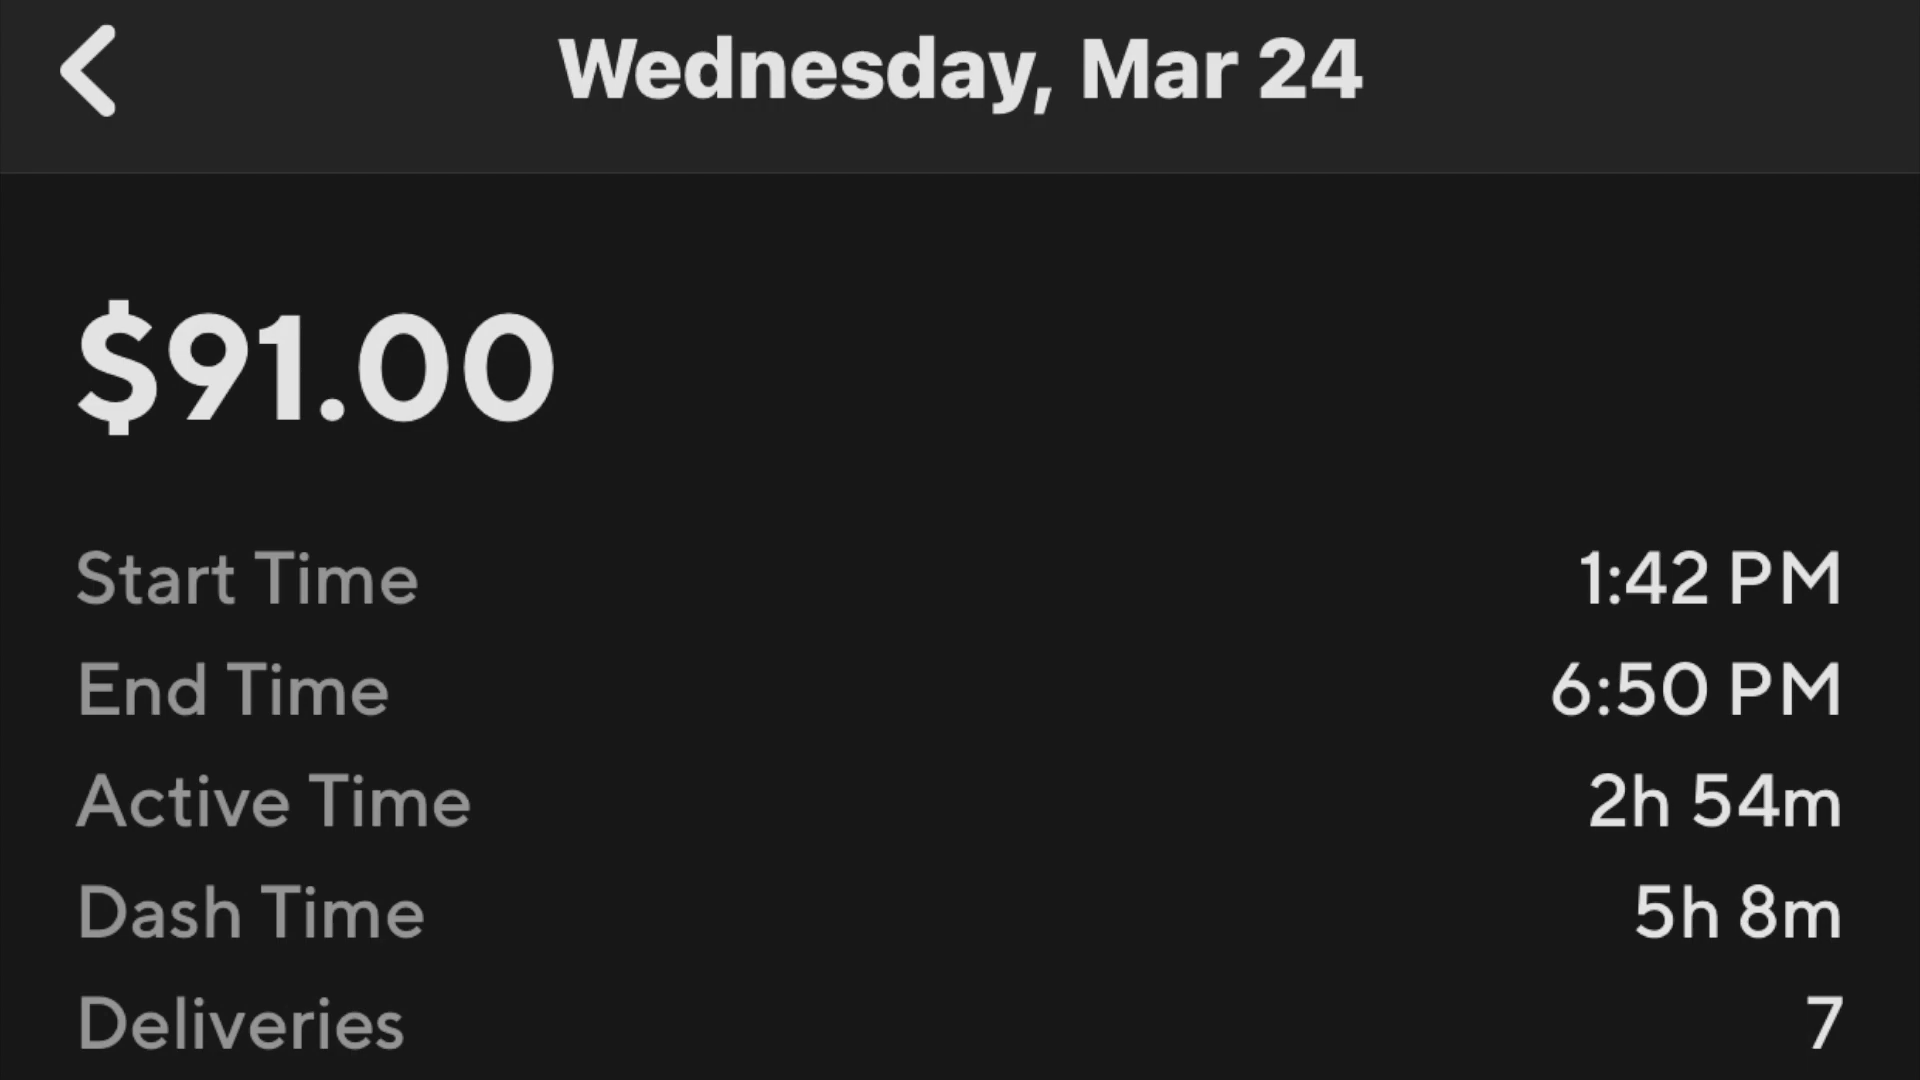 Wednesday, Mar 24
$91.00
Start Time 1:42 PM
End Time 6:50 PM
Active Time 2h 54m
Dash Time 5h 8m
Deliveries 7